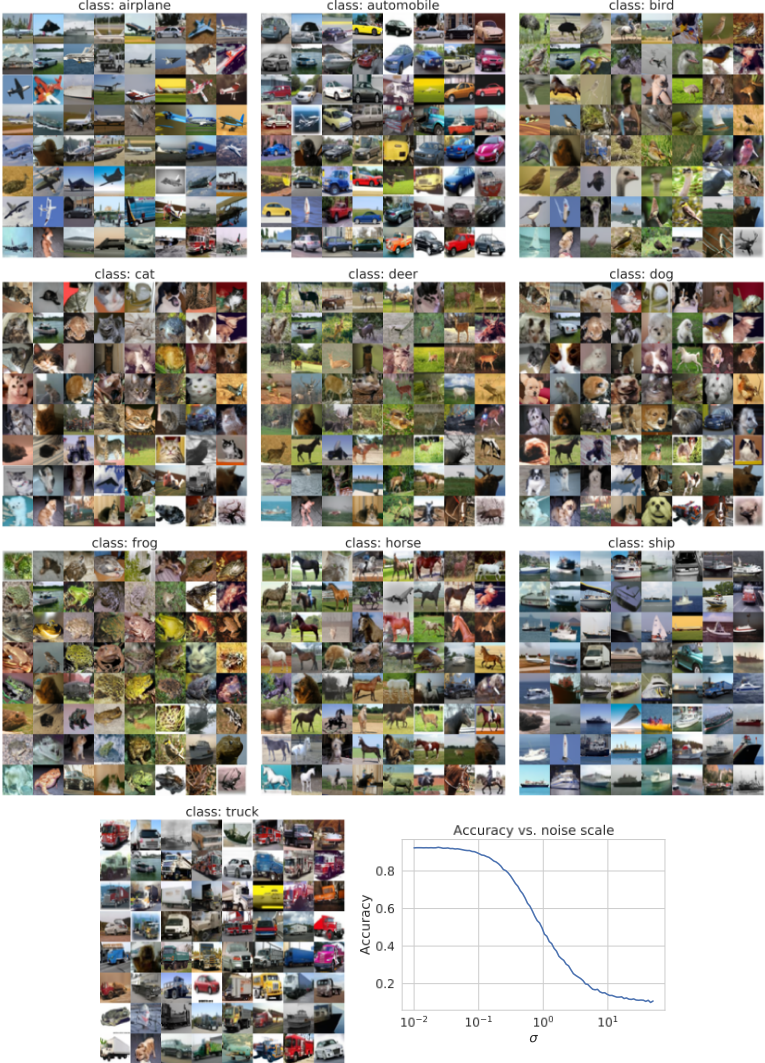 class: airplane
class: automobile
class: bird
class: cat
class: deer
class: dog
class: frog
class: horse
class: ship
class: truck
Accuracy vs. noise scale
Accuracy
0.8
0.6
0.4
0.2
10⁻² 10⁻¹ 10⁰ 10¹
σ